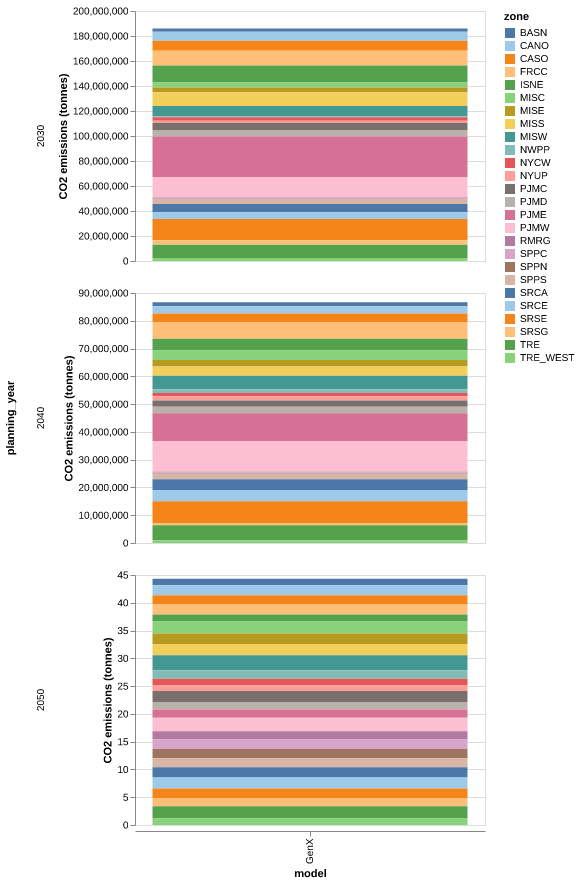 planning_year
2030
CO2 emissions (tonnes)
200,000,000
180,000,000
160,000,000
140,000,000
120,000,000
100,000,000
80,000,000
60,000,000
40,000,000
20,000,000
0
2040
CO2 emissions (tonnes)
90,000,000
80,000,000
70,000,000
60,000,000
50,000,000
40,000,000
30,000,000
20,000,000
10,000,000
0
2050
CO2 emissions (tonnes)
45
40
35
30
25
20
15
10
5
0
GenX
model
zone
BASN
CANO
CASO
FRCC
ISNE
MISC
MISE
MISS
MISW
NWPP
NYCW
NYUP
PJMC
PJMD
PJME
PJMW
RMRG
SPPC
SPPN
SPPS
SRCA
SRCE
SRSE
SRSG
TRE
TRE_WEST